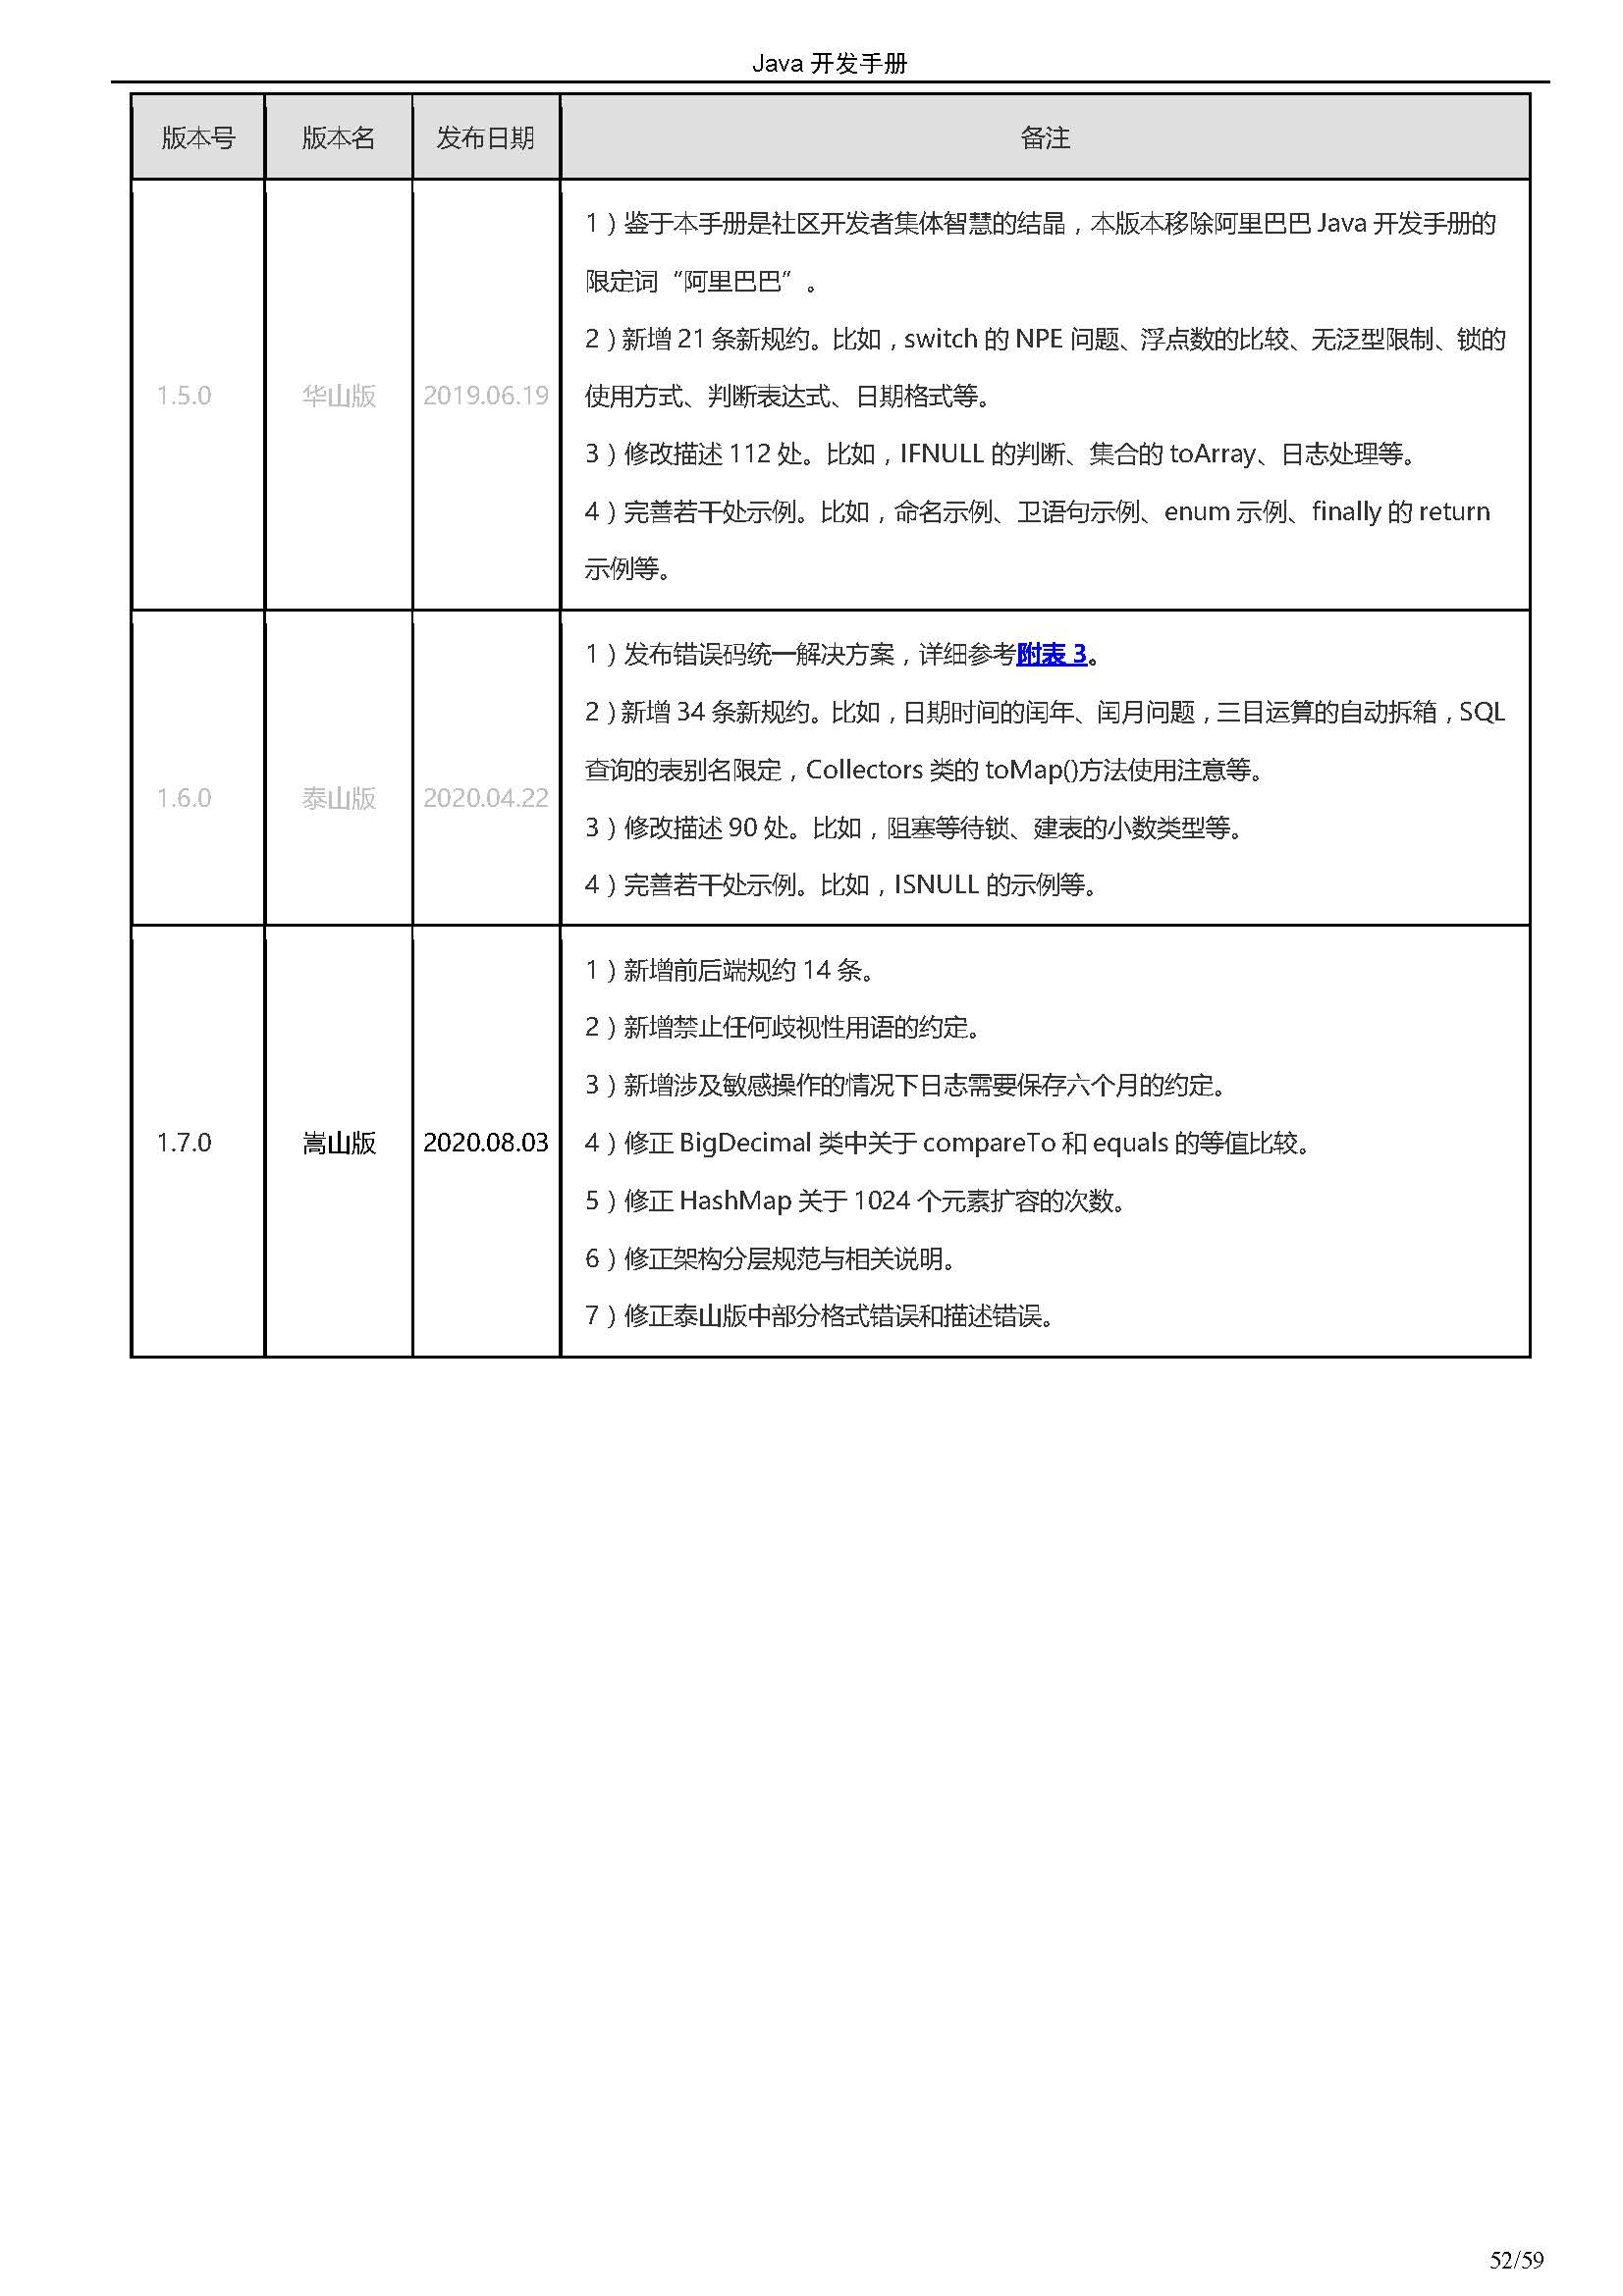 Java 开发手册
版本号 版本名 发布日期 备注
1）鉴于本手册是社区开发者集体智慧的结晶，本版本移除阿里巴巴 Java 开发手册的
限定词“阿里巴巴”。
2）新增 21 条新规约。比如，switch 的 NPE 问题、浮点数的比较、无泛型限制、锁的
1.5.0 华山版 2019.06.19 使用方式、判断表达式、日期格式等。
3）修改描述 112 处。比如，IFNULL 的判断、集合的 toArray、日志处理等。
4）完善若干处示例。比如，命名示例、卫语句示例、enum 示例、finally 的 return
示例等。
1）发布错误码统一解决方案，详细参考附表 3。
2）新增 34 条新规约。比如，日期时间的闰年、闰月问题，三目运算的自动拆箱，SQL
查询的表别名限定，Collectors 类的 toMap()方法使用注意等。
1.6.0 泰山版 2020.04.22
3）修改描述 90 处。比如，阻塞等待锁、建表的小数类型等。
4）完善若干处示例。比如，ISNULL 的示例等。
1）新增前后端规约 14 条。
2）新增禁止任何歧视性用语的约定。
3）新增涉及敏感操作的情况下日志需要保存六个月的约定。
1.7.0 嵩山版 2020.08.03 4）修正 BigDecimal 类中关于 compareTo 和 equals 的等值比较。
5）修正 HashMap 关于 1024 个元素扩容的次数。
6）修正架构分层规范与相关说明。
7）修正泰山版中部分格式错误和描述错误。
52/59